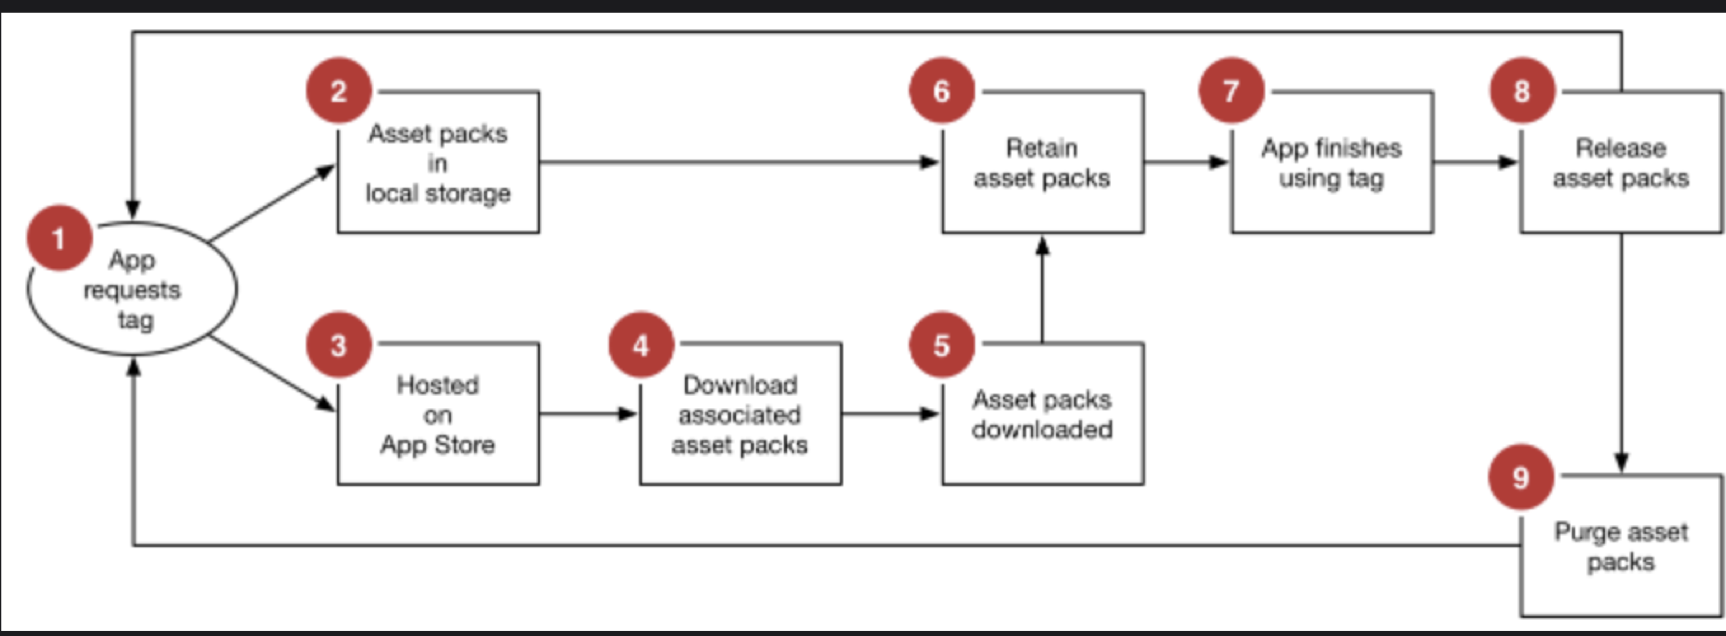 1
App
requests
tag
2
Asset packs
in
local storage
3
Hosted
on
App Store
4
Download
associated
asset packs
5
Asset packs
downloaded
6
Retain
asset packs
7
App finishes
using tag
8
Release
asset packs
9
Purge asset
packs